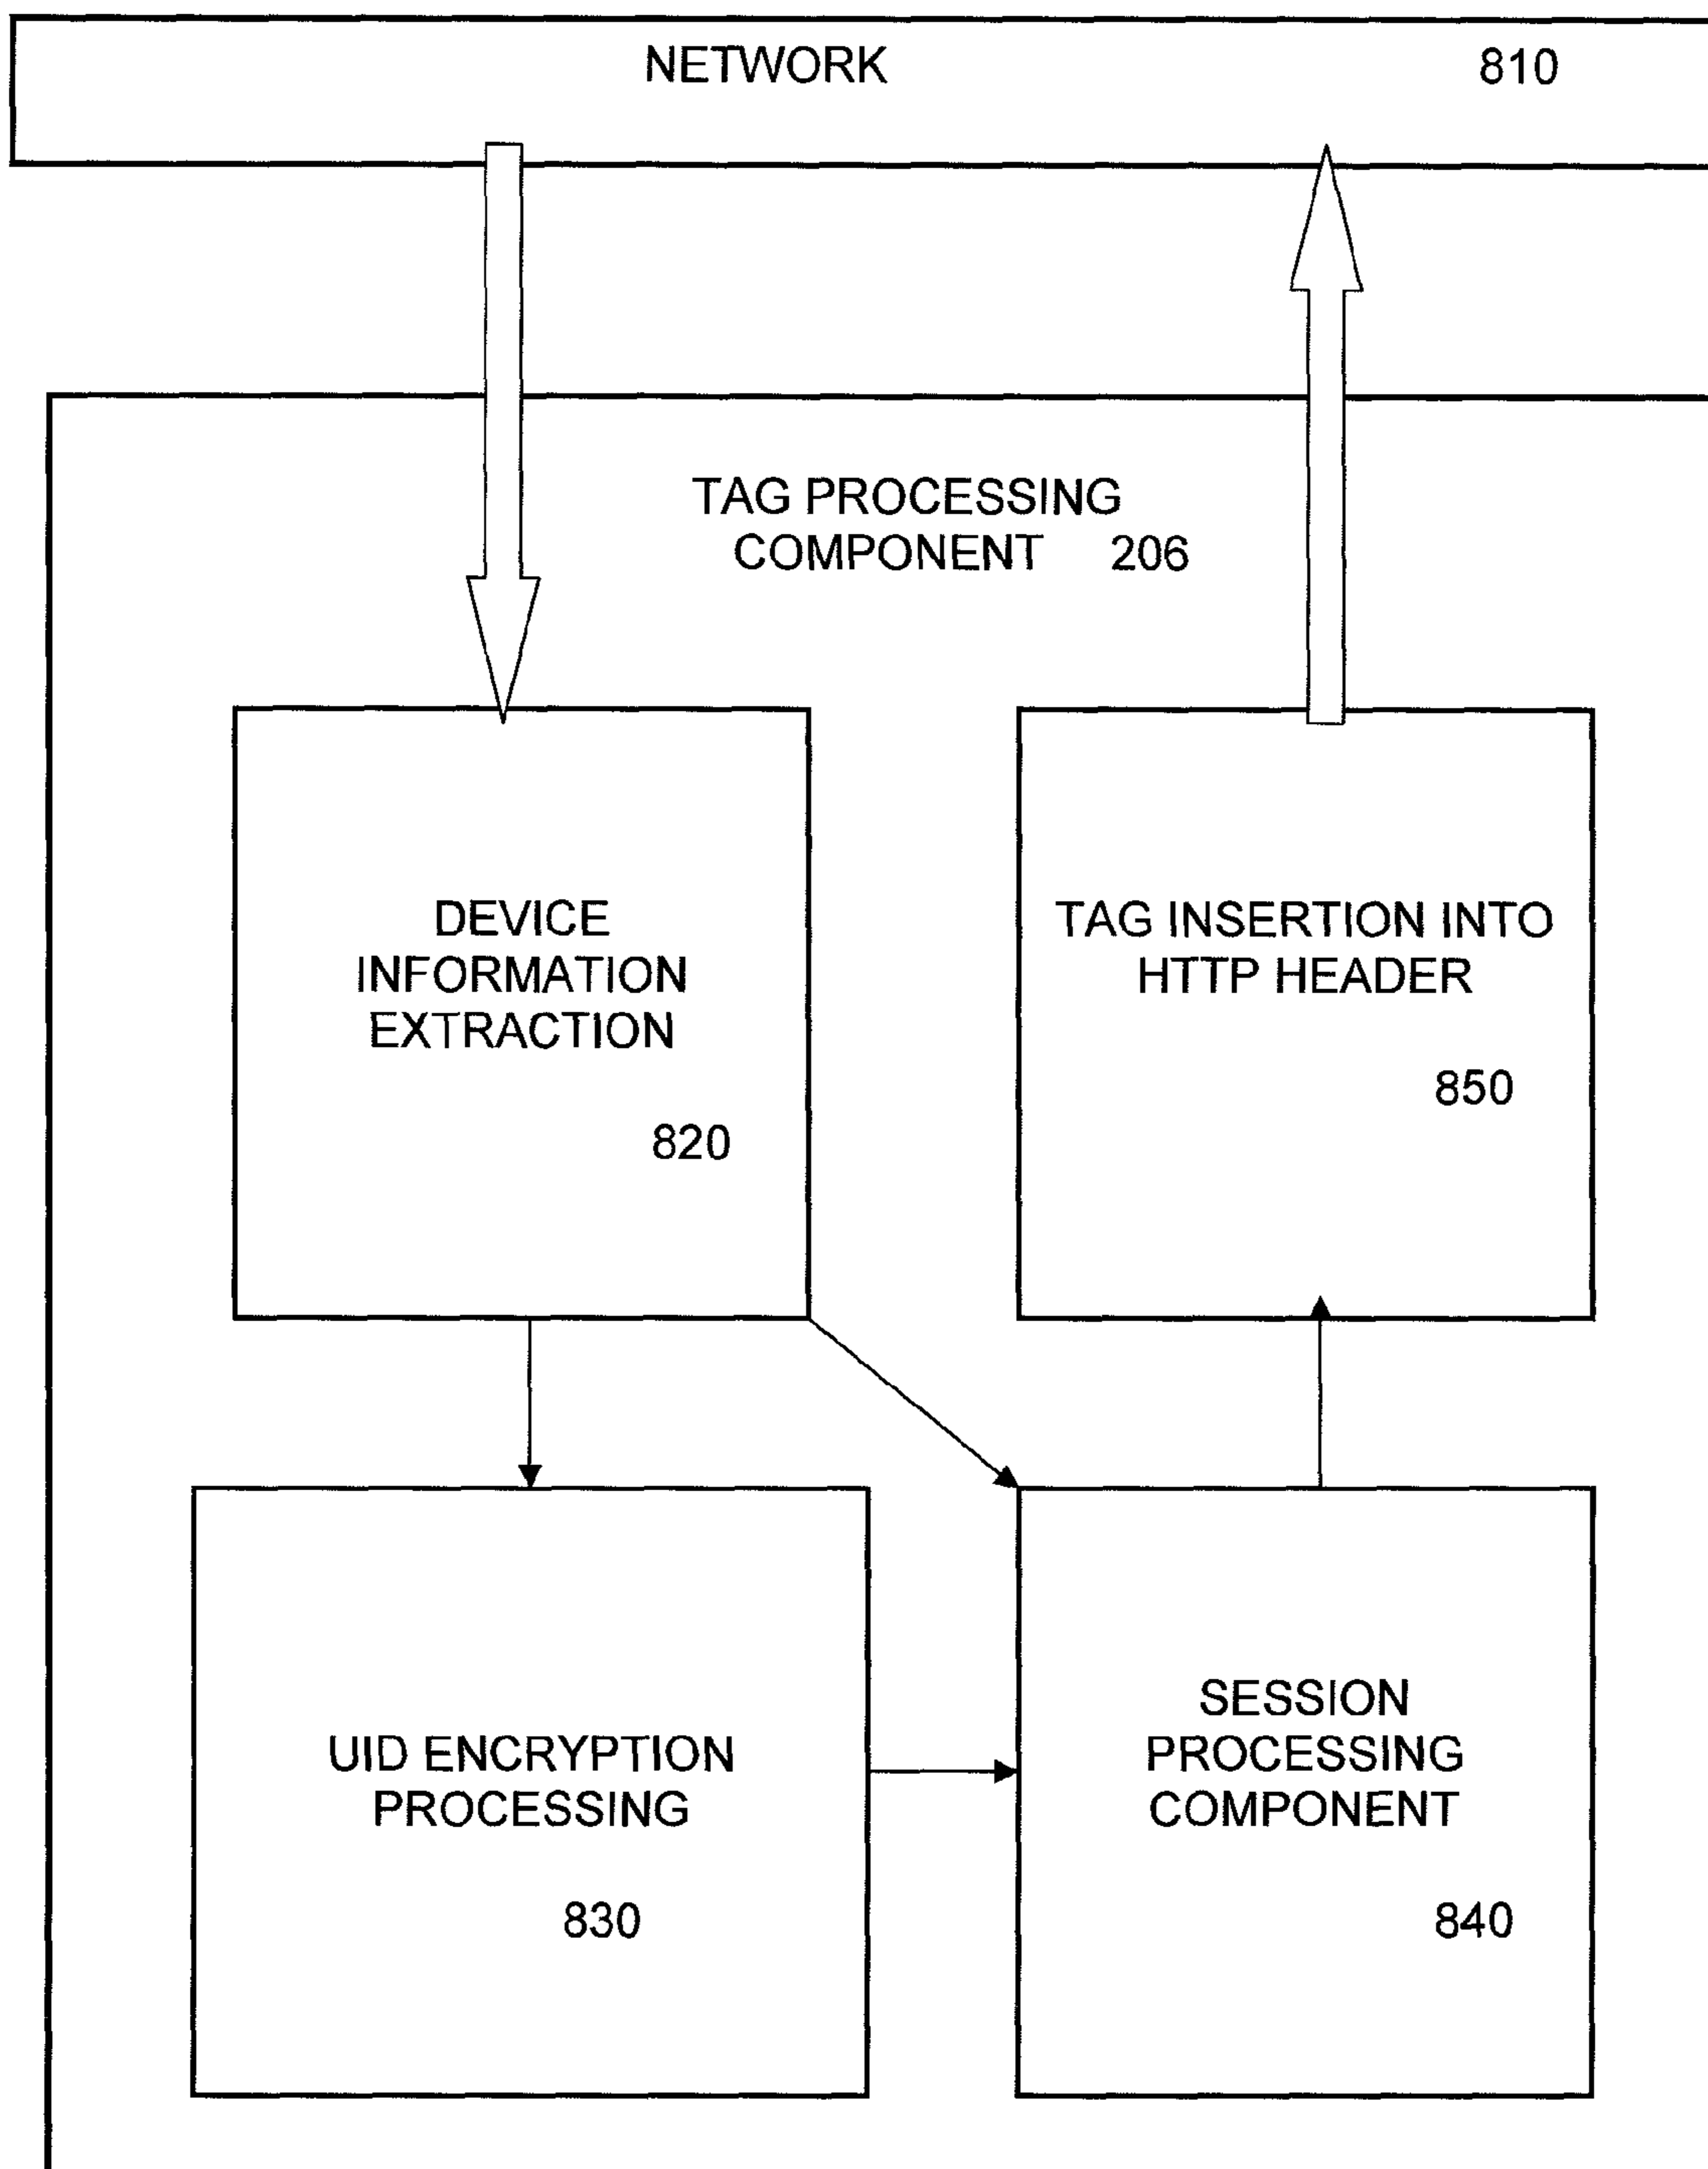 NETWORK 810
TAG PROCESSING
COMPONENT 206
DEVICE
INFORMATION
EXTRACTION
820
TAG INSERTION INTO
HTTP HEADER
850
UID ENCRYPTION
PROCESSING
830
SESSION
PROCESSING
COMPONENT
840